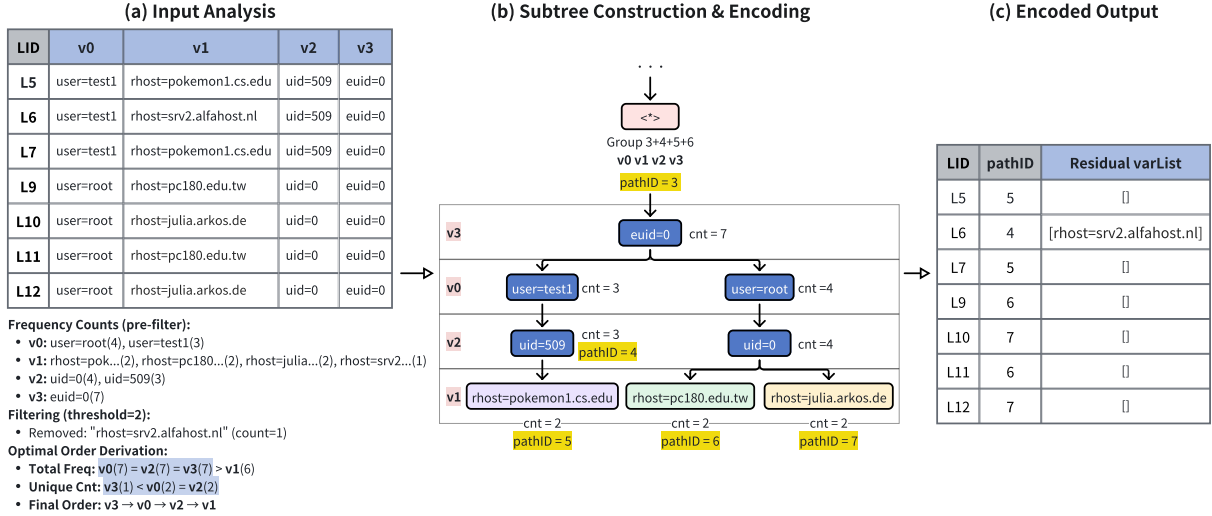 (a) Input Analysis
LID v0 v1 v2 v3
L5 user=test1 rhost=pokemon1.cs.edu uid=509 euid=0
L6 user=test1 rhost=srv2.alfahost.nl uid=509 euid=0
L7 user=test1 rhost=pokemon1.cs.edu uid=509 euid=0
L9 user=root rhost=pc180.edu.tw uid=0 euid=0
L10 user=root rhost=julia.arkos.de uid=0 euid=0
L11 user=root rhost=pc180.edu.tw uid=0 euid=0
L12 user=root rhost=julia.arkos.de uid=0 euid=0
Frequency Counts (pre-filter):
• v0: user=root(4), user=test1(3)
• v1: rhost=pok...(2), rhost=pc180...(2), rhost=julia...(2), rhost=srv2...(1)
• v2: uid=0(4), uid=509(3)
• v3: euid=0(7)
Filtering (threshold=2):
• Removed: "rhost=srv2.alfahost.nl" (count=1)
Optimal Order Derivation:
• Total Freq: v0(7) = v2(7) = v3(7) > v1(6)
• Unique Cnt: v3(1) < v0(2) = v2(2)
• Final Order: v3 → v0 → v2 → v1
(b) Subtree Construction & Encoding
. . .
<*>
Group 3+4+5+6
v0 v1 v2 v3
pathID = 3
v3 euid=0 cnt = 7
v0 user=test1 cnt = 3 user=root cnt =4
v2 uid=509 cnt = 3 uid=0 cnt =4
pathID = 4
v1 rhost=pokemon1.cs.edu rhost=pc180.edu.tw rhost=julia.arkos.de
cnt = 2 cnt = 2 cnt = 2
pathID = 5 pathID = 6 pathID = 7
(c) Encoded Output
LID pathID Residual varList
L5 5 []
L6 4 [rhost=srv2.alfahost.nl]
L7 5 []
L9 6 []
L10 7 []
L11 6 []
L12 7 []